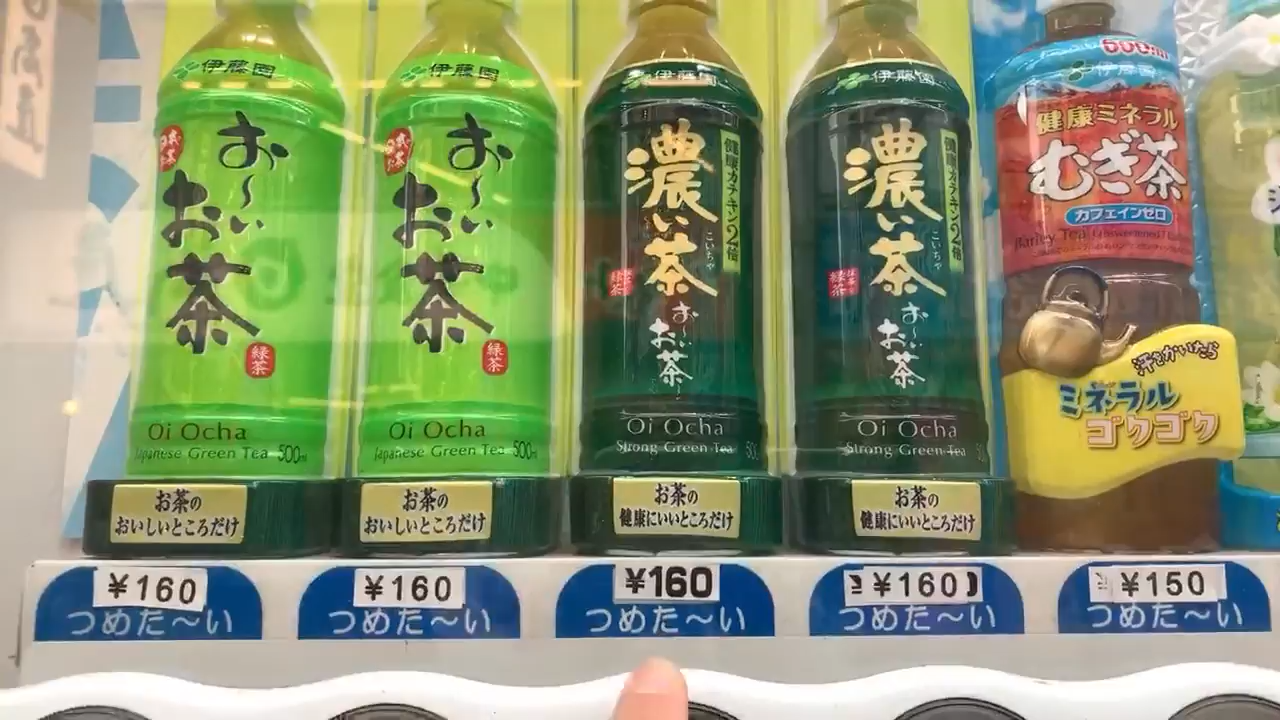 伊藤園
お～い
お茶
緑茶
Oi Ocha
Japanese Green Tea 500ml
お茶の
おいしいところだけ
¥160
つめた～い
伊藤園
お～い
お茶
緑茶
Oi Ocha
Japanese Green Tea 500ml
お茶の
おいしいところだけ
¥160
つめた～い
伊藤園
健康カテキン2倍
濃い茶
こいちゃ
お～い
お茶
緑茶
Oi Ocha
Strong Green Tea
お茶の
健康にいいところだけ
¥160
つめた～い
伊藤園
健康カテキン2倍
濃い茶
こいちゃ
お～い
お茶
緑茶
Oi Ocha
Strong Green Tea
お茶の
健康にいいところだけ
¥160
つめた～い
600ml
伊藤園
健康ミネラル
むぎ茶
カフェインゼロ
Barley Tea
汗をかいたら
ミネラル
ゴクゴク
¥150
つめた～い